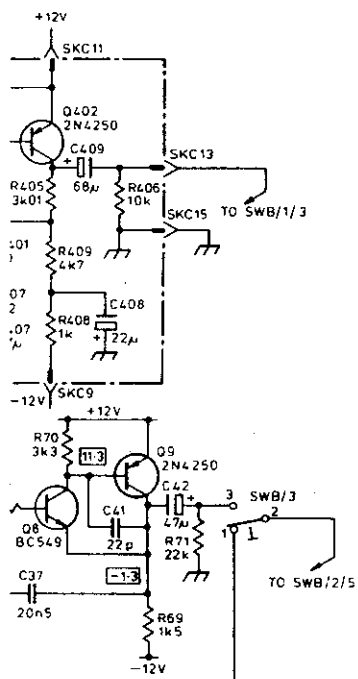 +12V
SKC11
Q402
2N4250
C409
+
68µ
SKC13
R405
3k01
R406
10k
TO SWB/1/3
SKC15
R409
4k7
C408
R408
1k
+
22µ
SKC9
-12V
+12V
R70
3k3
11·3
Q9
2N4250
C42
+
47µ
3
SWB/3
2
1
Q8
BC549
C41
22p
R71
22k
-1·3
TO SWB/2/5
C37
20n5
R69
1k5
-12V